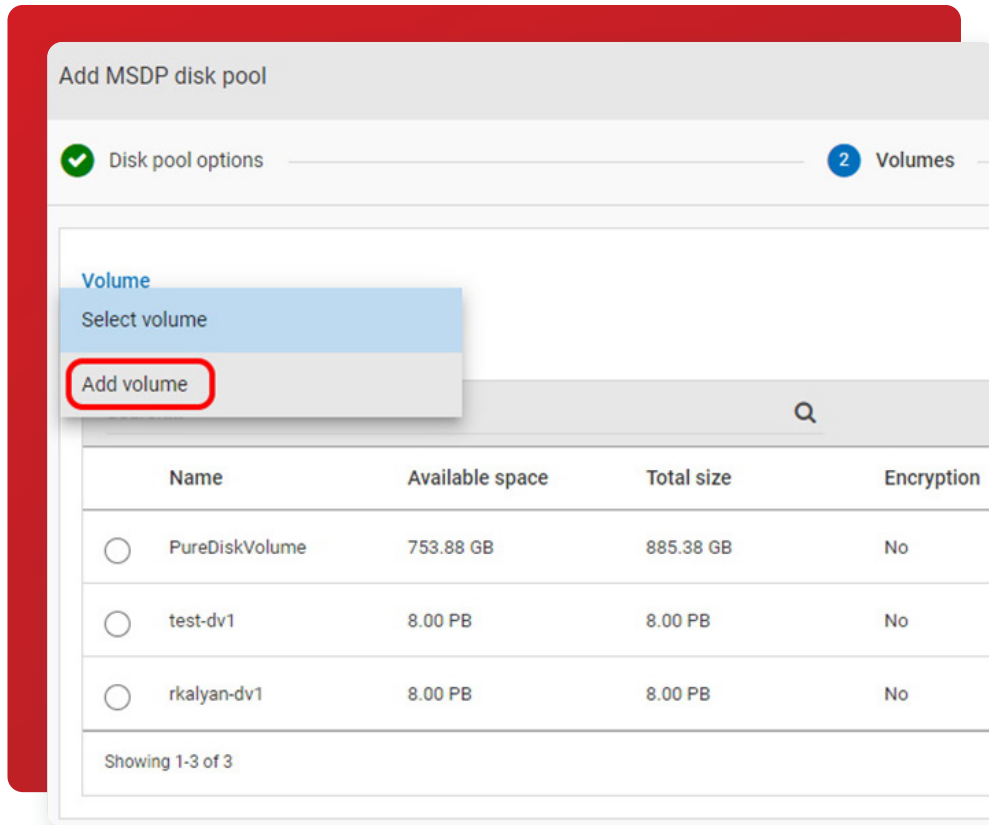 Add MSDP disk pool
Disk pool options
2 Volumes
Volume
Select volume
Add volume
Name Available space Total size Encryption
PureDiskVolume 753.88 GB 885.38 GB No
test-dv1 8.00 PB 8.00 PB No
rkalyan-dv1 8.00 PB 8.00 PB No
Showing 1-3 of 3